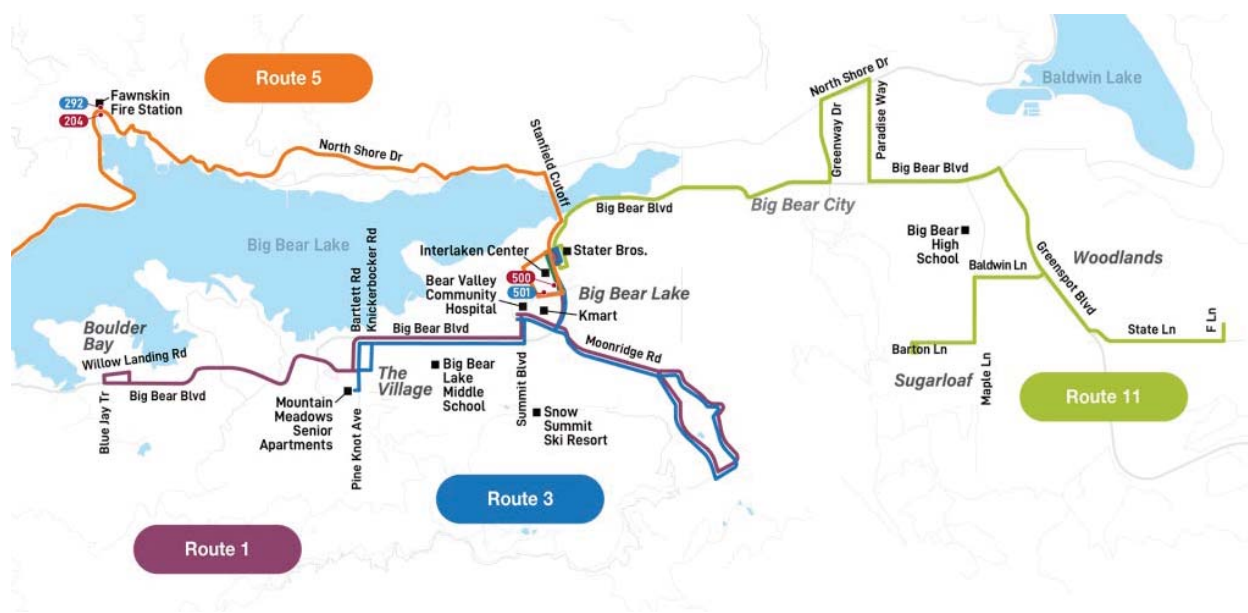 Route 5
Fawnskin
Fire Station
292
204
North Shore Dr
Stanfield Cutoff
North Shore Dr
Greenway Dr
Paradise Way
Baldwin Lake
Big Bear Blvd
Big Bear Blvd
Big Bear City
Big Bear Lake
Bartlett Rd
Knickerbocker Rd
Interlaken Center
Stater Bros.
500
501
Bear Valley
Community
Hospital
Big Bear Lake
Kmart
Big Bear
High
School
Baldwin Ln
Greenspot Blvd
Woodlands
State Ln
F Ln
Barton Ln
Sugarloaf
Maple Ln
Route 11
Boulder
Bay
Willow Landing Rd
Big Bear Blvd
Big Bear Blvd
Blue Jay Tr
Mountain
Meadows
Senior
Apartments
Pine Knot Ave
The
Village
Big Bear
Lake
Middle
School
Summit Blvd
Moonridge Rd
Snow
Summit
Ski Resort
Route 3
Route 1